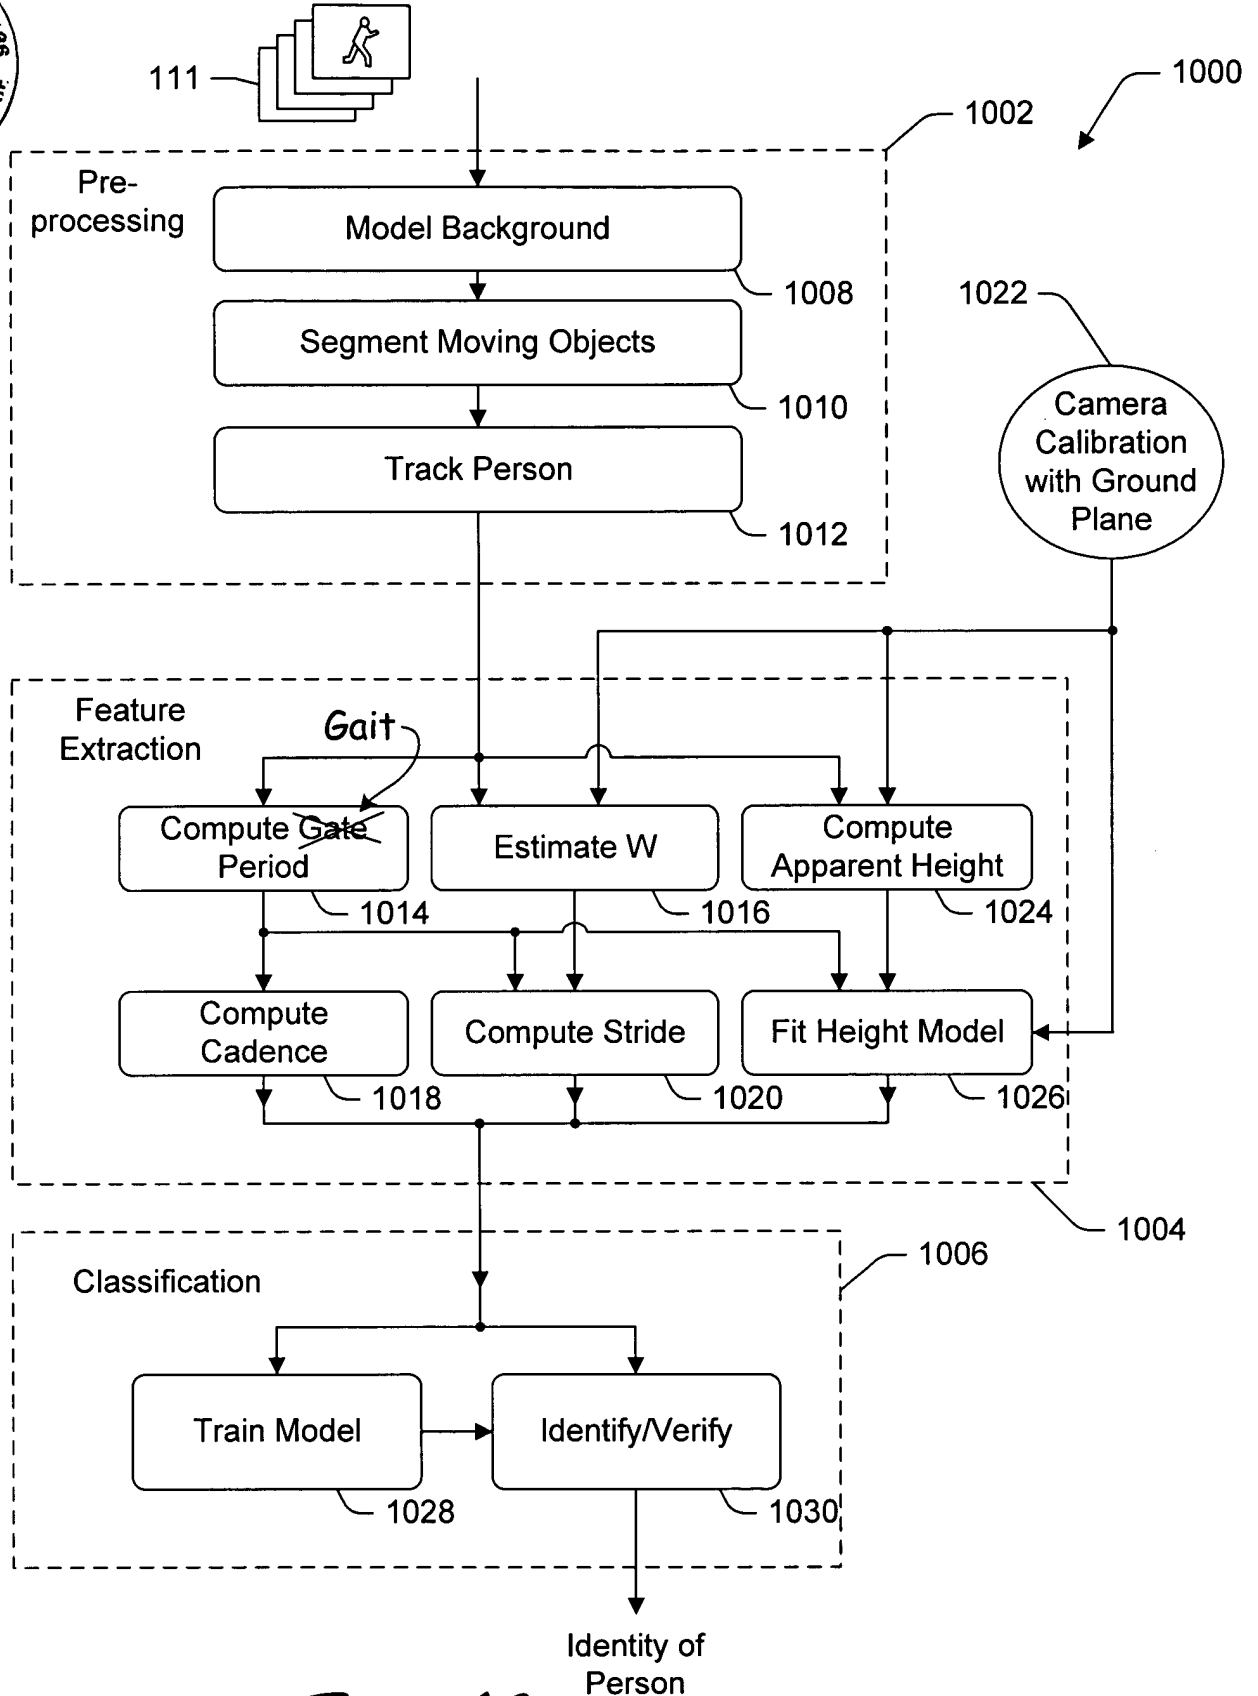 111
1000
1002
Pre-
processing
Model Background
1008
1022
Segment Moving Objects
1010
Camera
Calibration
with Ground
Plane
Track Person
1012
Feature
Extraction
Gait
Compute Gate
Period
1014
Estimate W
1016
Compute
Apparent Height
1024
Compute
Cadence
1018
Compute Stride
1020
Fit Height Model
1026
1004
1006
Classification
Train Model
1028
Identify/Verify
1030
Identity of
Person